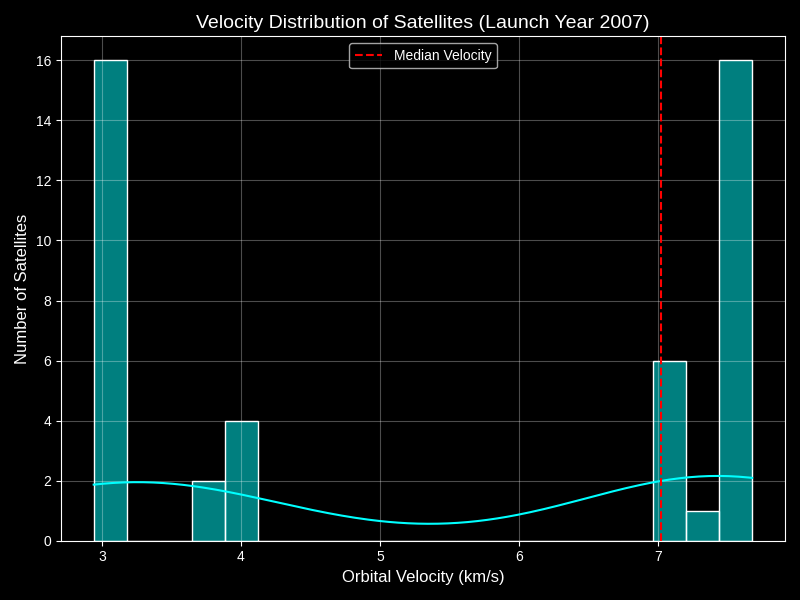 Velocity Distribution of Satellites (Launch Year 2007)
Median Velocity
Number of Satellites
16
14
12
10
8
6
4
2
0
3 4 5 6 7
Orbital Velocity (km/s)